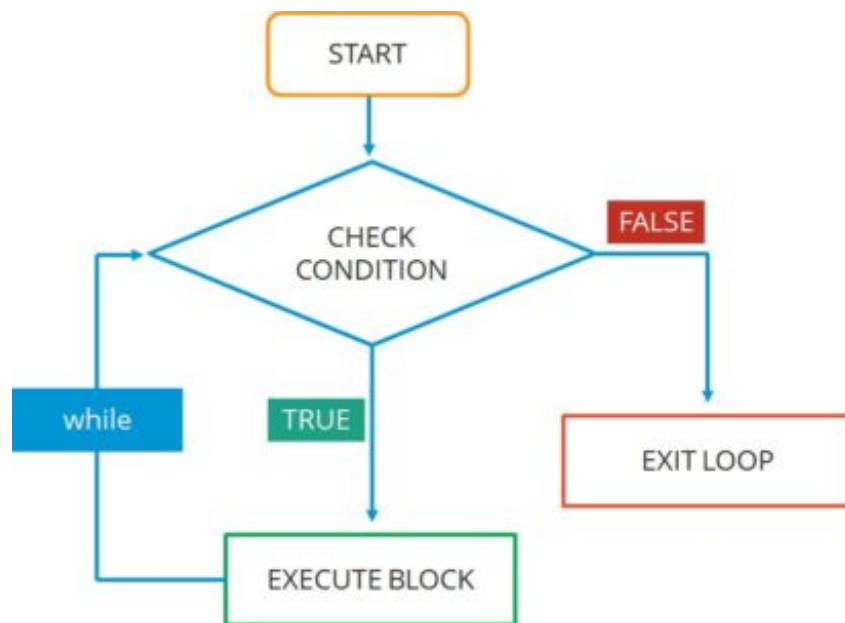 START
FALSE
CHECK
CONDITION
while
TRUE
EXIT LOOP
EXECUTE BLOCK